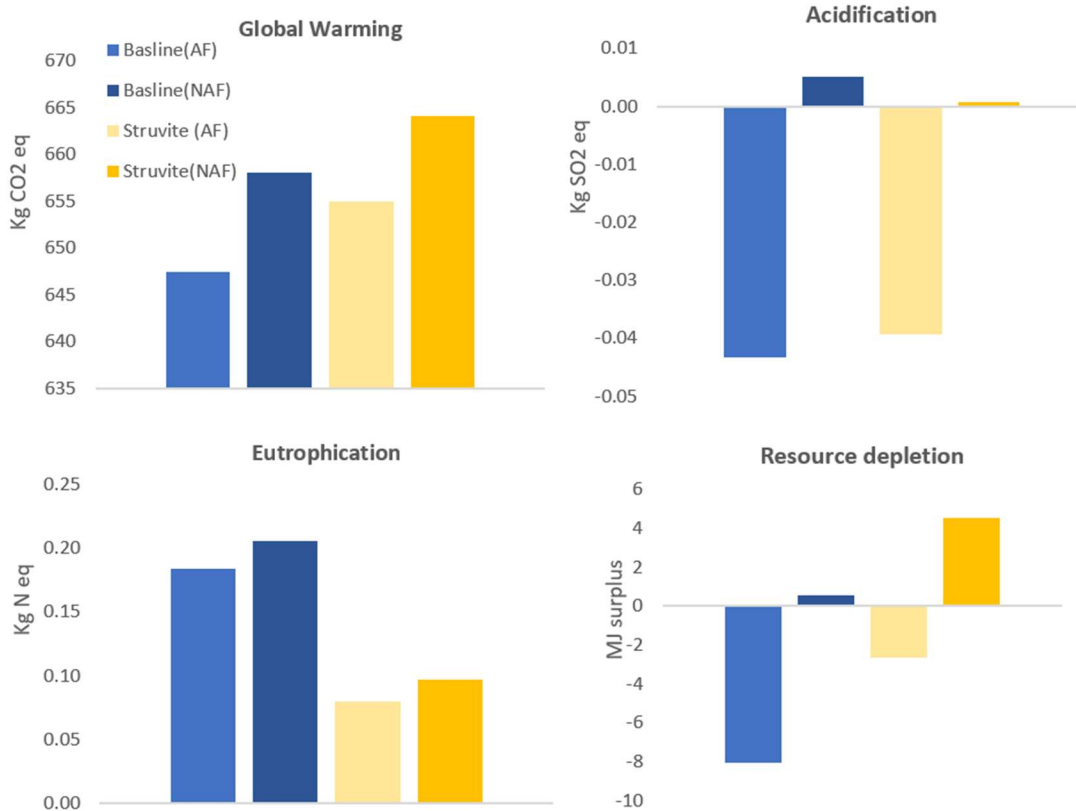 Global Warming
Kg CO2 eq
670
665
660
655
650
645
640
635
Basline(AF)
Basline(NAF)
Struvite (AF)
Struvite(NAF)
Acidification
Kg SO2 eq
0.01
0.00
-0.01
-0.02
-0.03
-0.04
-0.05
Eutrophication
Kg N eq
0.25
0.20
0.15
0.10
0.05
0.00
Resource depletion
MJ surplus
6
4
2
0
-2
-4
-6
-8
-10